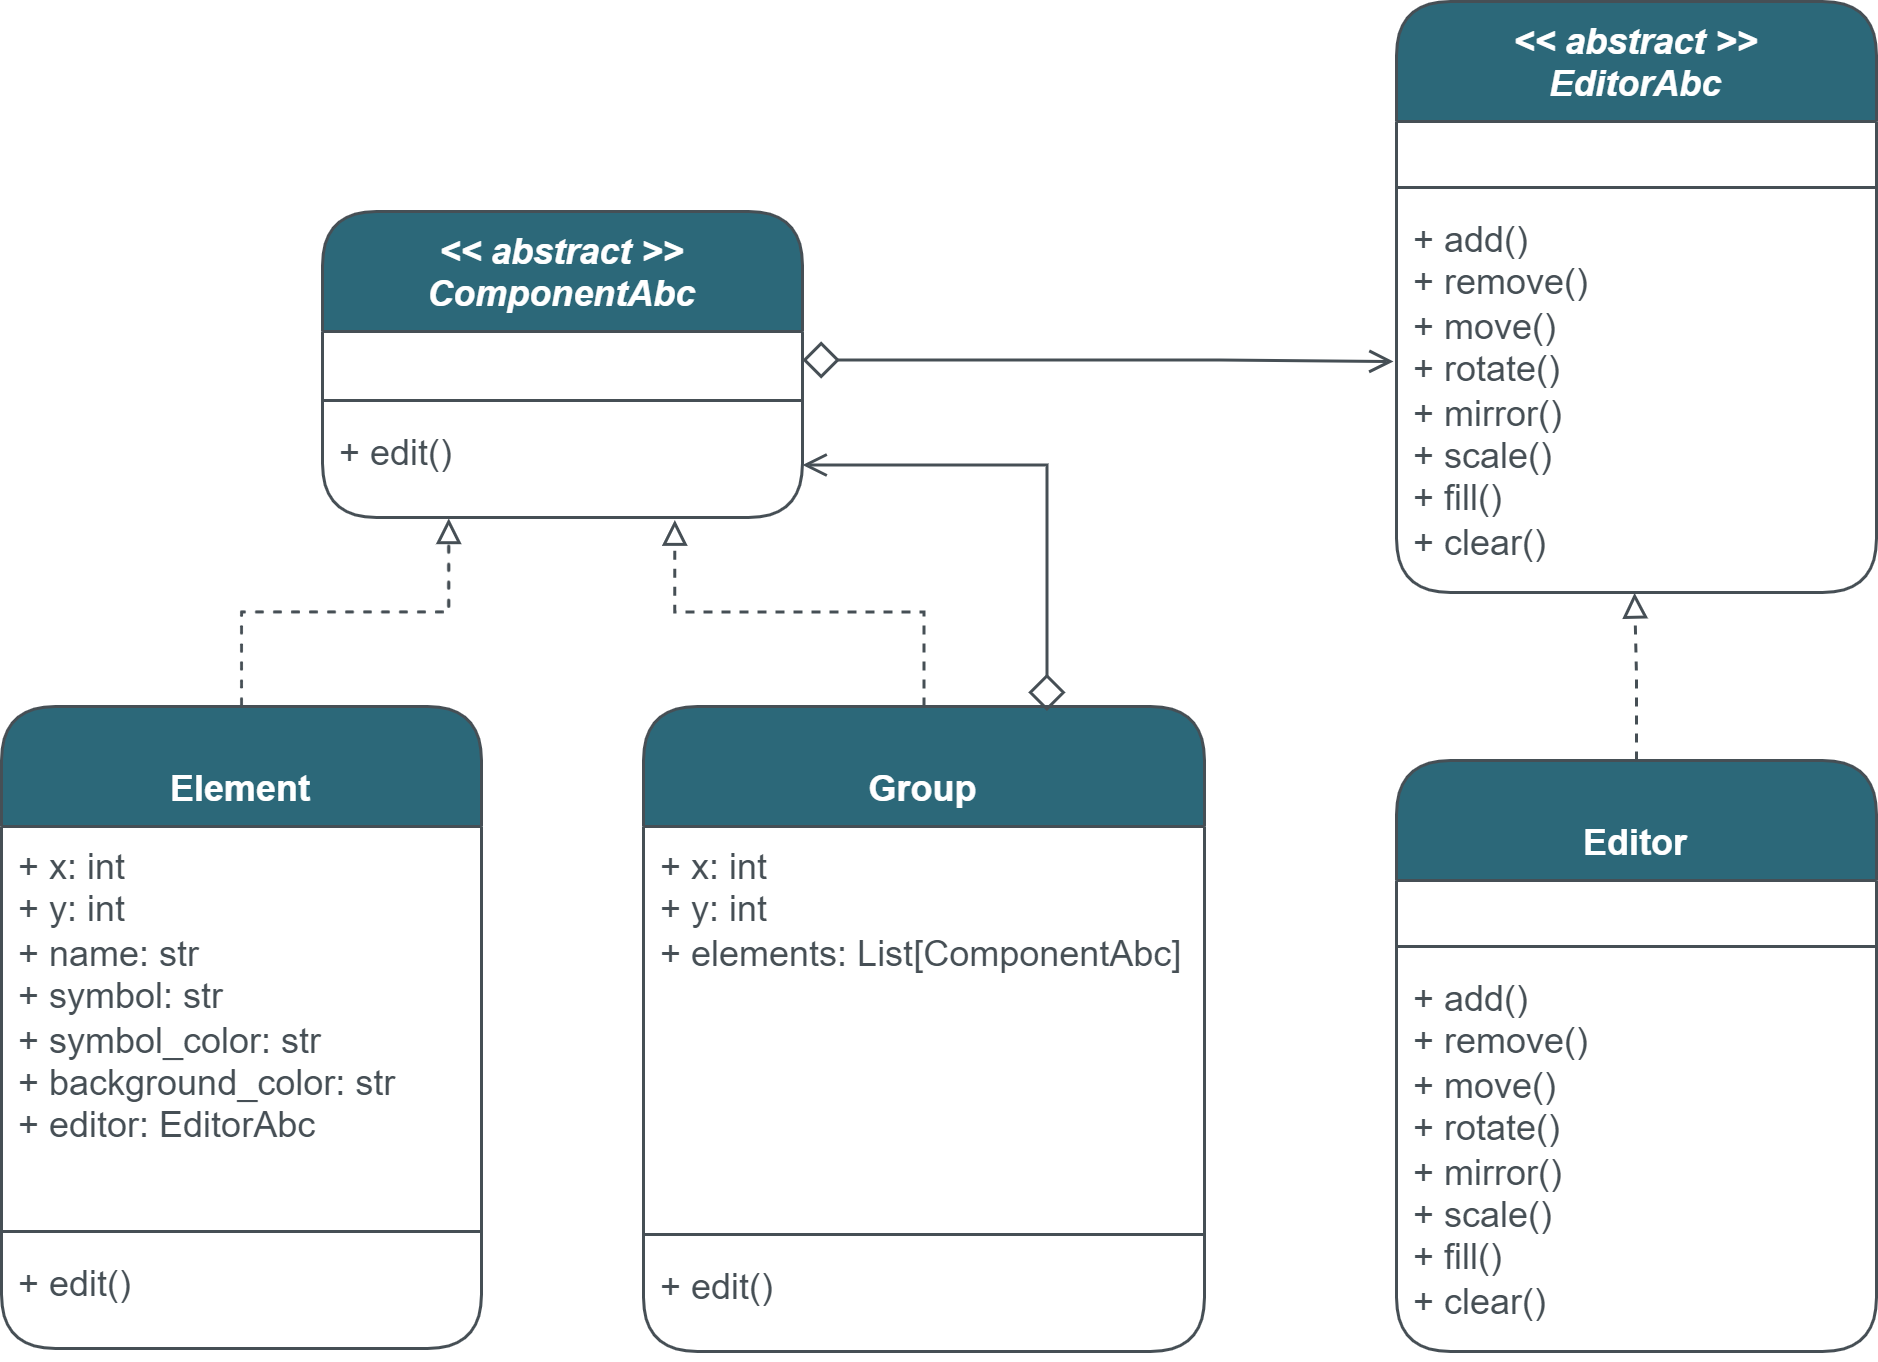 << abstract >>
EditorAbc
+ add()
+ remove()
+ move()
+ rotate()
+ mirror()
+ scale()
+ fill()
+ clear()
<< abstract >>
ComponentAbc
+ edit()
Element
+ x: int
+ y: int
+ name: str
+ symbol: str
+ symbol_color: str
+ background_color: str
+ editor: EditorAbc
+ edit()
Group
+ x: int
+ y: int
+ elements: List[ComponentAbc]
+ edit()
Editor
+ add()
+ remove()
+ move()
+ rotate()
+ mirror()
+ scale()
+ fill()
+ clear()